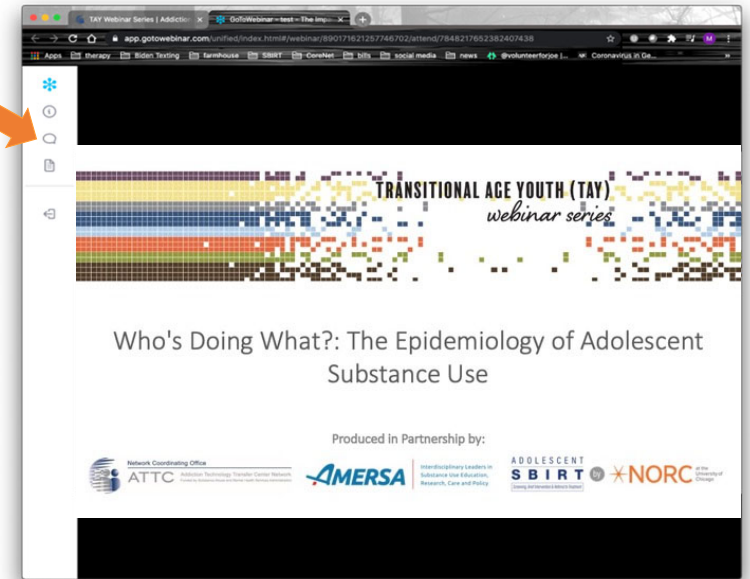 TAY Webinar Series | Addictio
GoToWebinar - test - The Imp
app.gotowebinar.com/unified/index.html#/webinar/890171621257746702/attend/7848217652382407438
M
Apps therapy Biden Texting farmhouse SBIRT CoreNet bills social media news @volunteerforjoe |... Coronavirus in De...
TRANSITIONAL AGE YOUTH (TAY)
webinar series
Who's Doing What?: The Epidemiology of Adolescent
Substance Use
Produced in Partnership by:
Network Coordinating Office
ATTC
Addiction Technology Transfer Center Network
AMERSA
Interdisciplinary Leaders in
Substance Use Education,
Research, Care and Policy
ADOLESCENT
SBIRT
by
NORC
at the
University of
Chicago